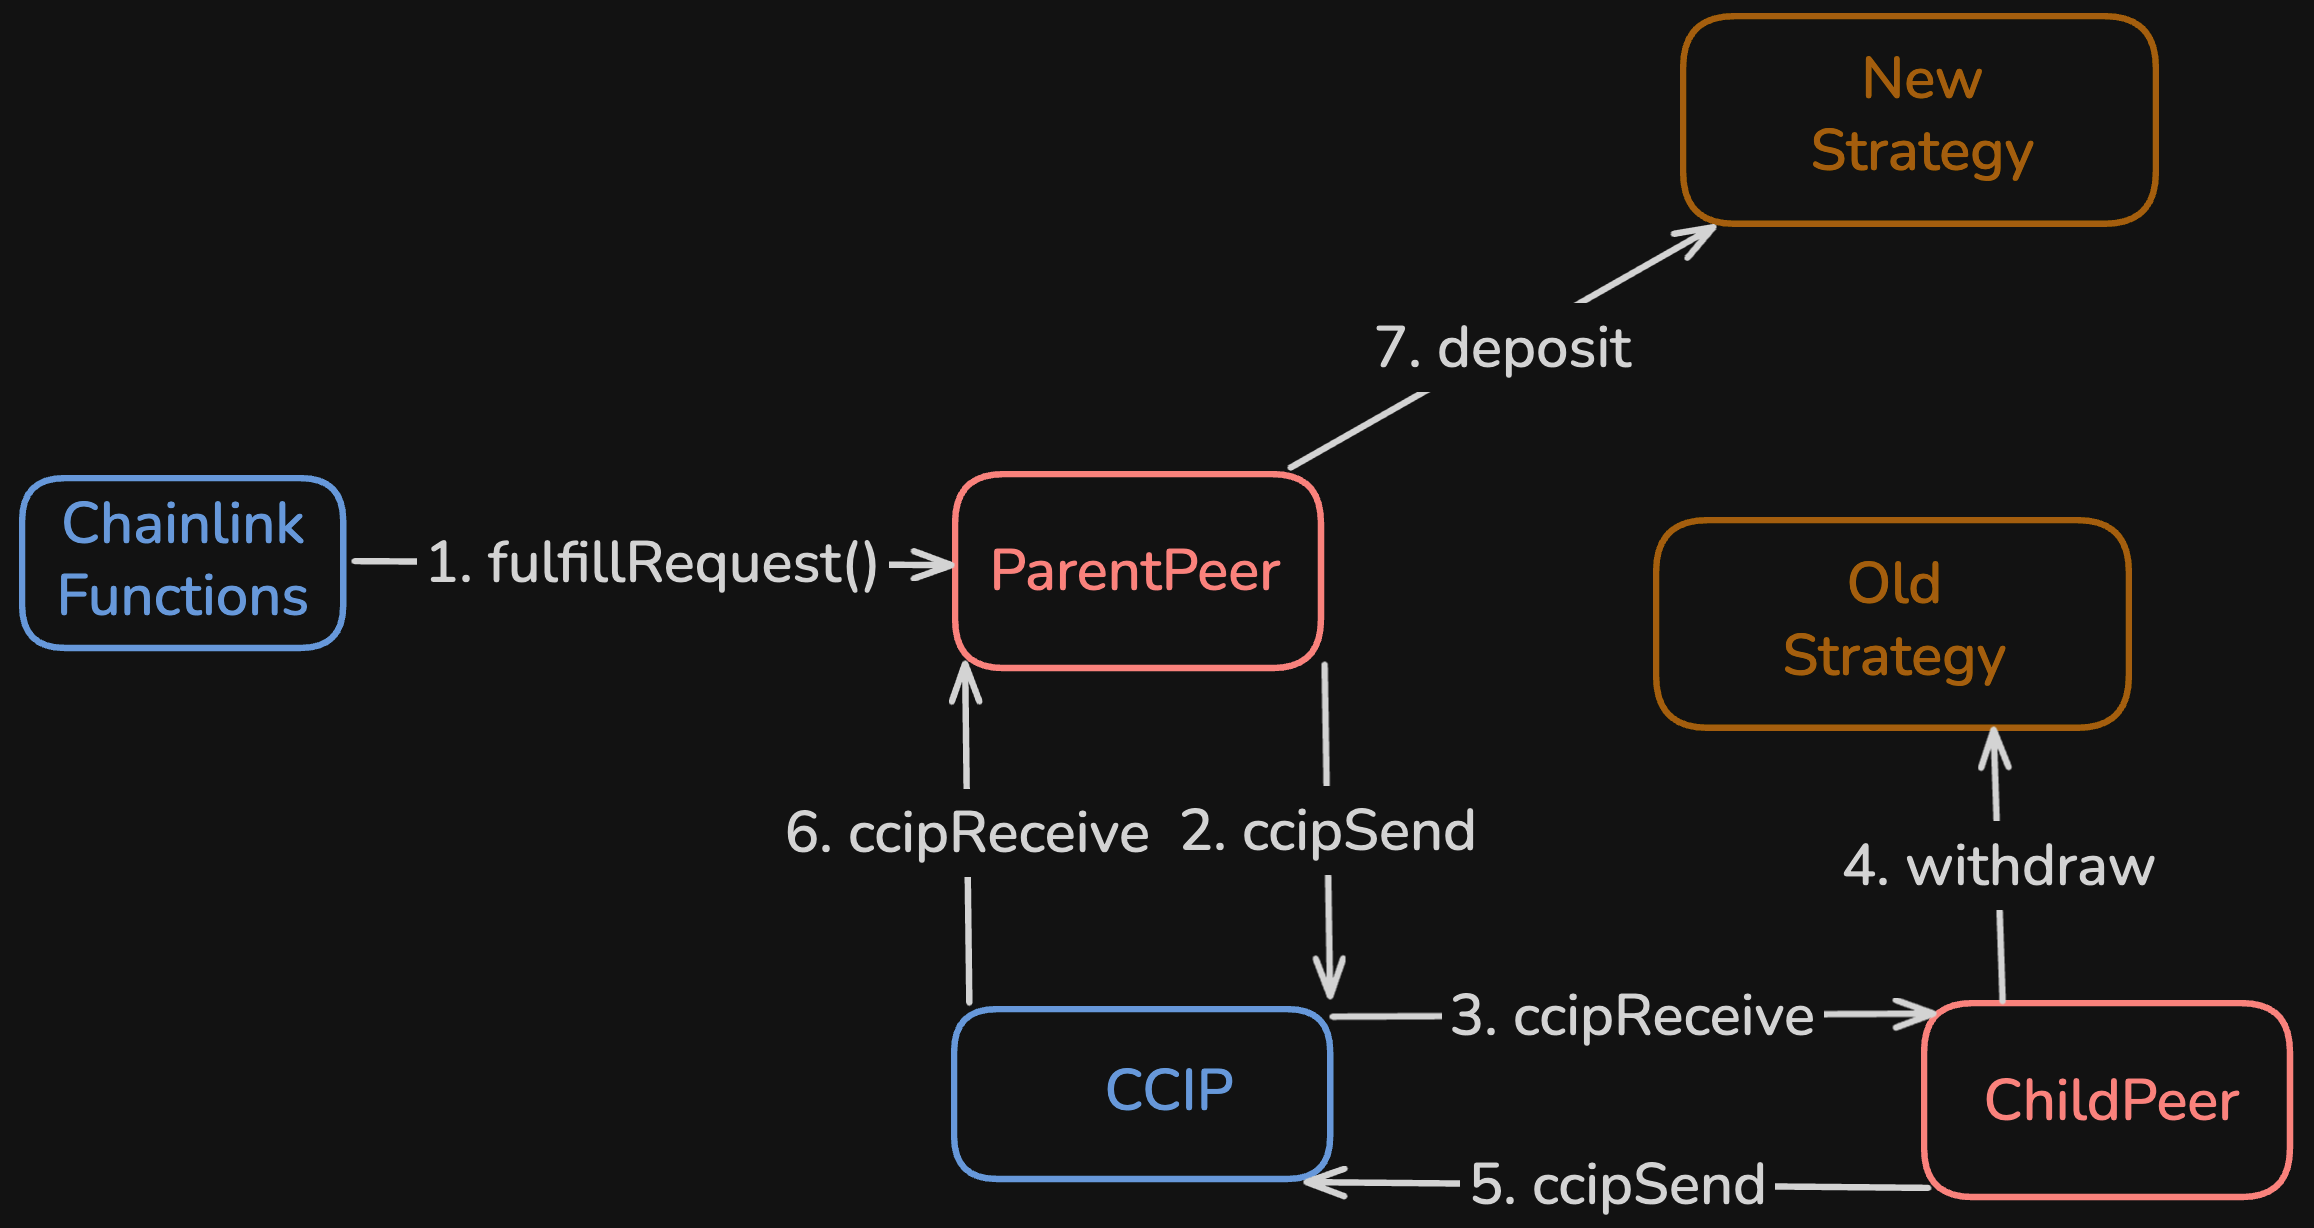 New
Strategy
7. deposit
Chainlink
Functions
1. fulfillRequest()
ParentPeer
Old
Strategy
6. ccipReceive
2. ccipSend
4. withdraw
3. ccipReceive
CCIP
ChildPeer
5. ccipSend